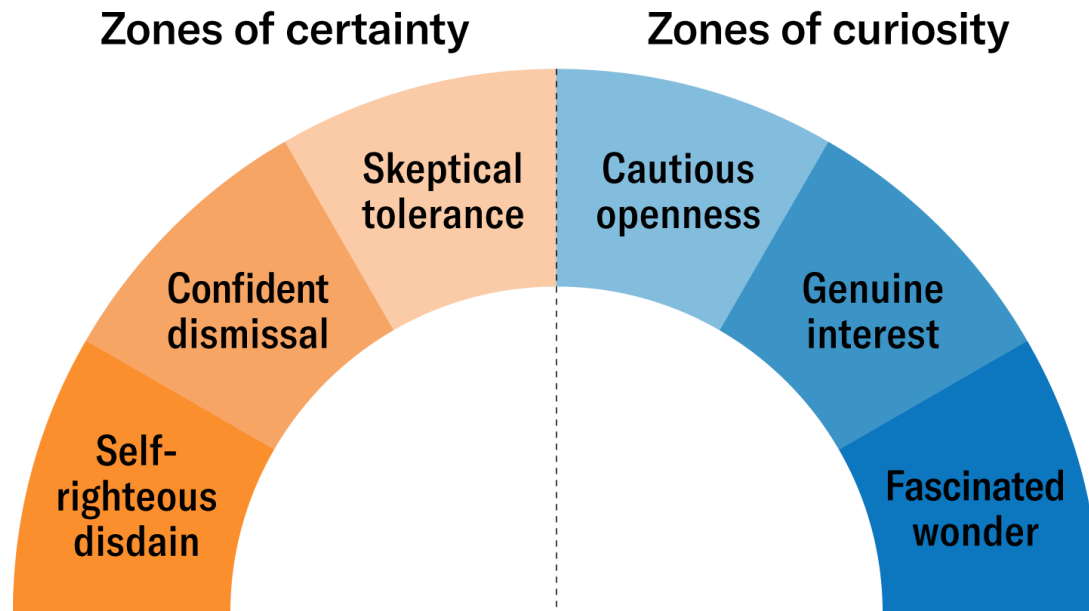 Zones of certainty
Zones of curiosity
Skeptical
tolerance
Cautious
openness
Confident
dismissal
Genuine
interest
Self-
righteous
disdain
Fascinated
wonder